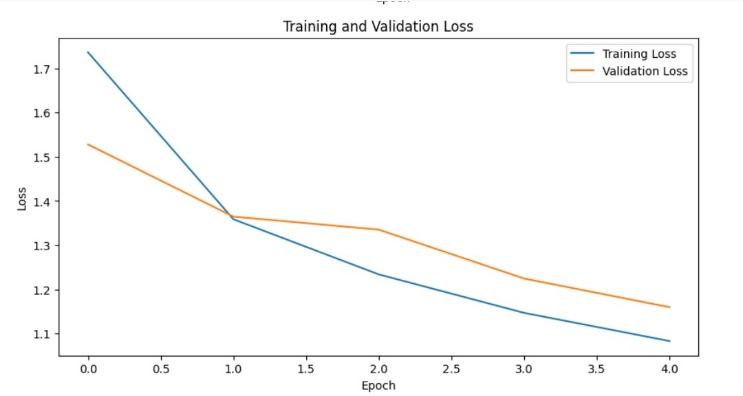 Training and Validation Loss
Training Loss
Validation Loss
1.7
1.6
1.5
1.4
1.3
1.2
1.1
Loss
0.0 0.5 1.0 1.5 2.0 2.5 3.0 3.5 4.0
Epoch